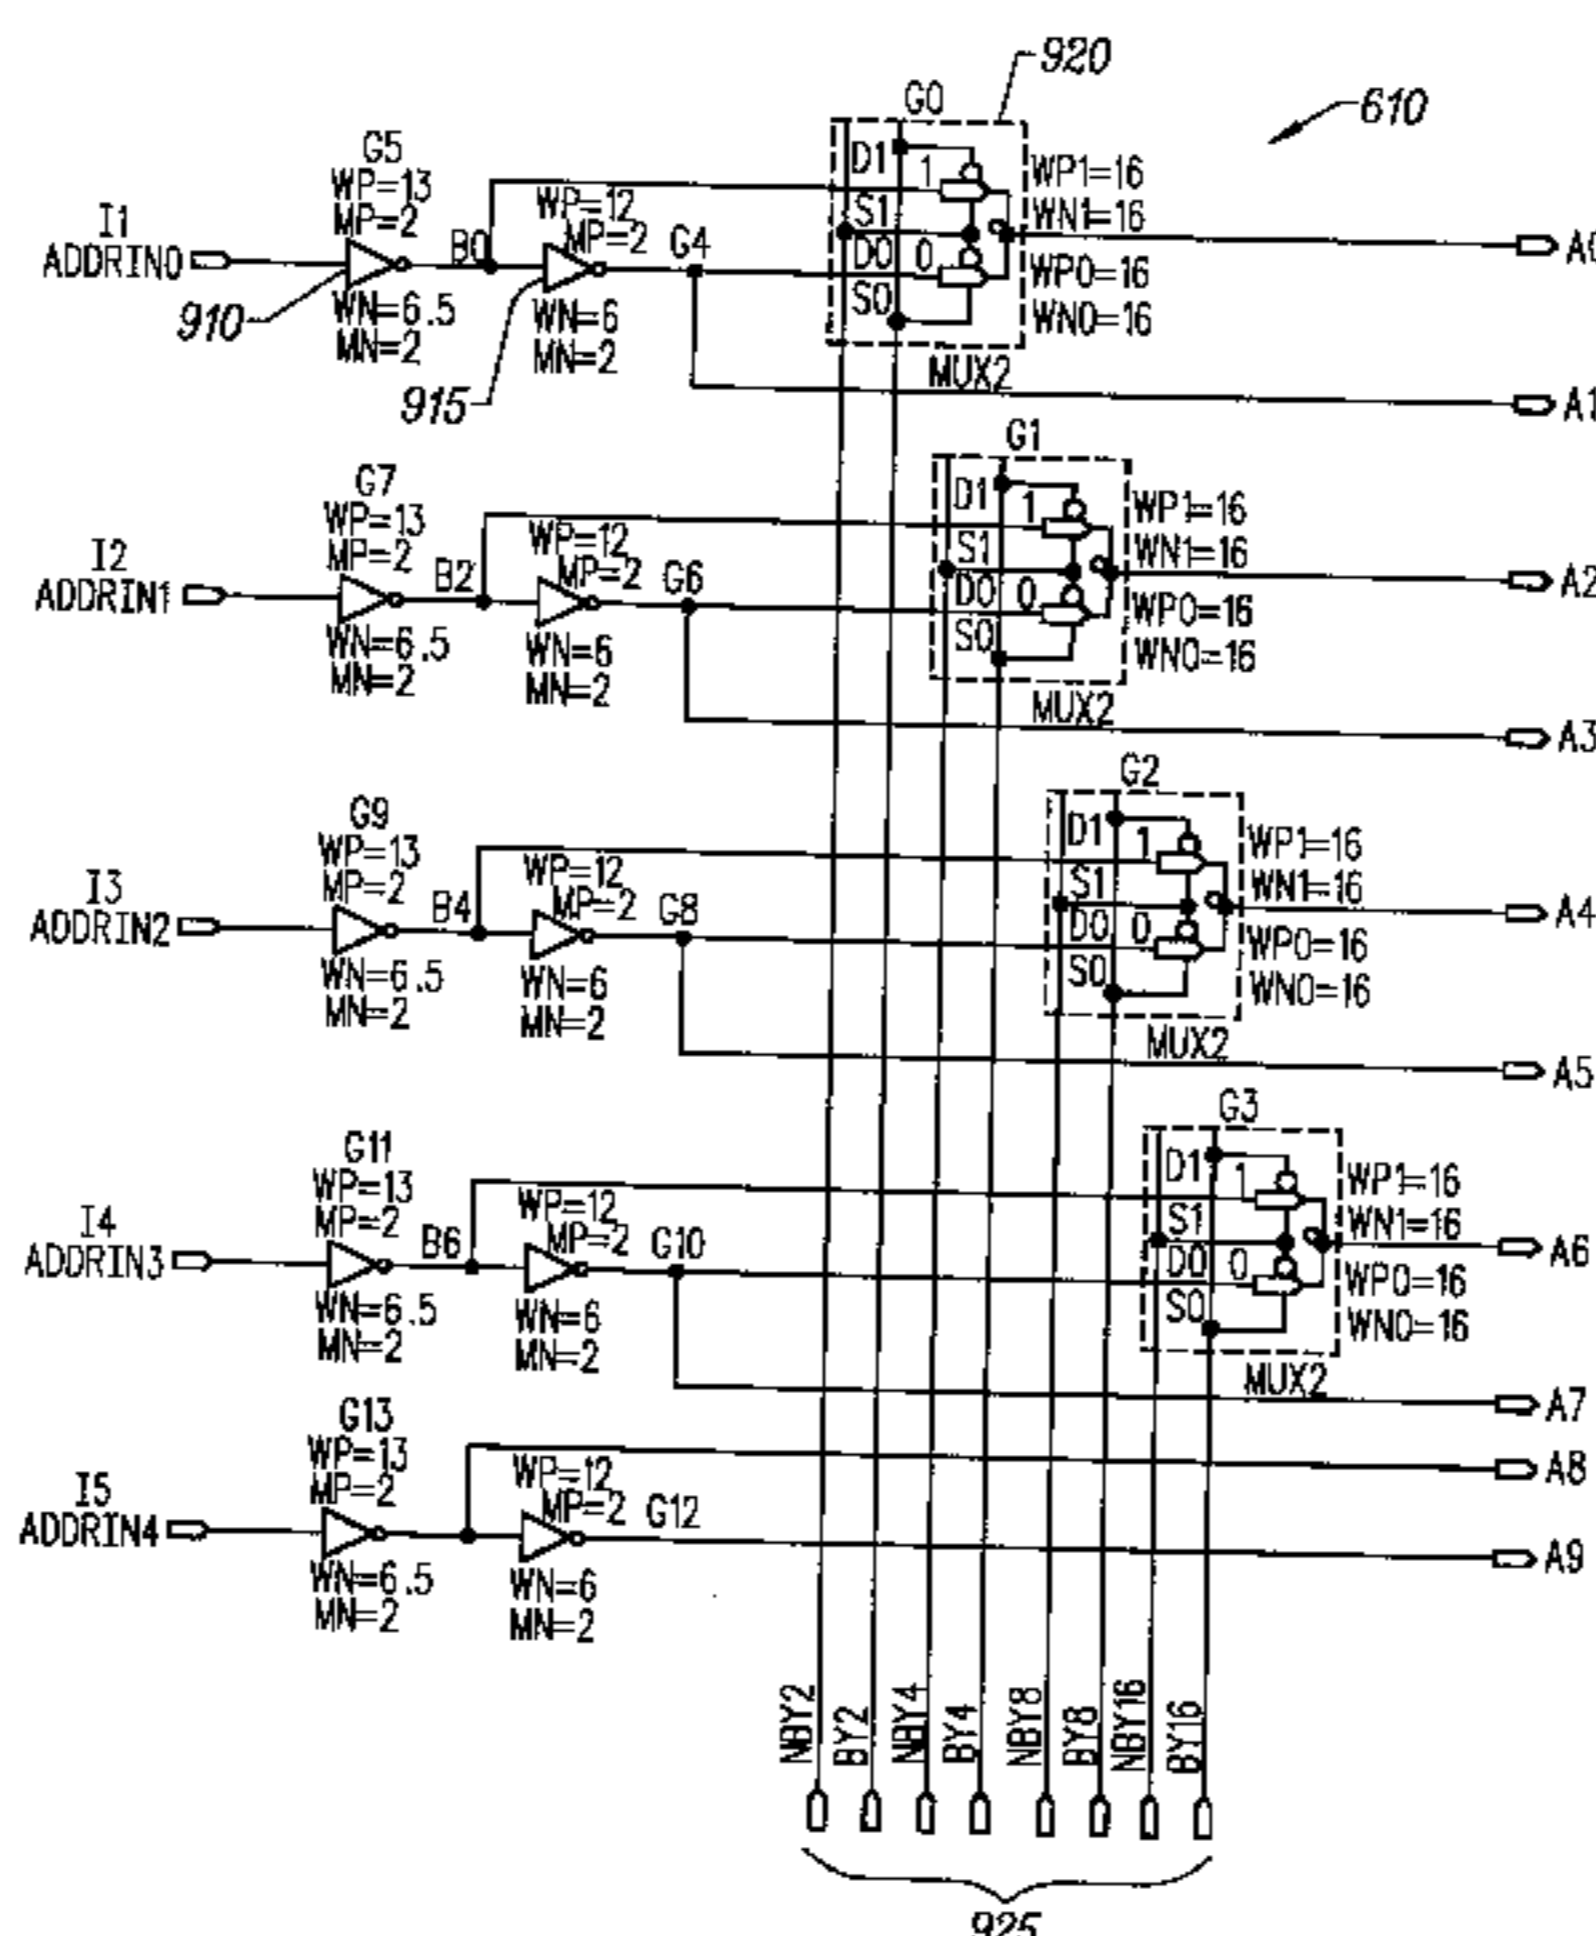 920
610
G0
G5
WP=13
MP=2
I1
ADDRIN0
B0
WP=12
MP=2
G4
D1
1
S1
D0
0
S0
WP1=16
WN1=16
WP0=16
WN0=16
910
WN=6.5
MN=2
WN=6
MN=2
915
MUX2
A1
G1
G7
WP=13
MP=2
I2
ADDRIN1
B2
WP=12
MP=2
G6
D1
1
S1
D0
0
S0
WP1=16
WN1=16
WP0=16
WN0=16
A2
WN=6.5
MN=2
WN=6
MN=2
MUX2
A3
G2
G9
WP=13
MP=2
I3
ADDRIN2
B4
WP=12
MP=2
G8
D1
1
S1
D0
0
S0
WP1=16
WN1=16
WP0=16
WN0=16
A4
WN=6.5
MN=2
WN=6
MN=2
MUX2
A5
G3
G11
WP=13
MP=2
I4
ADDRIN3
B6
WP=12
MP=2
G10
D1
1
S1
D0
0
S0
WP1=16
WN1=16
WP0=16
WN0=16
A6
WN=6.5
MN=2
WN=6
MN=2
MUX2
A7
G13
WP=13
MP=2
I5
ADDRIN4
WP=12
MP=2
G12
A8
A9
WN=6.5
MN=2
WN=6
MN=2
NBY2
BY2
NBY4
BY4
NBY8
BY8
NBY16
BY16
925